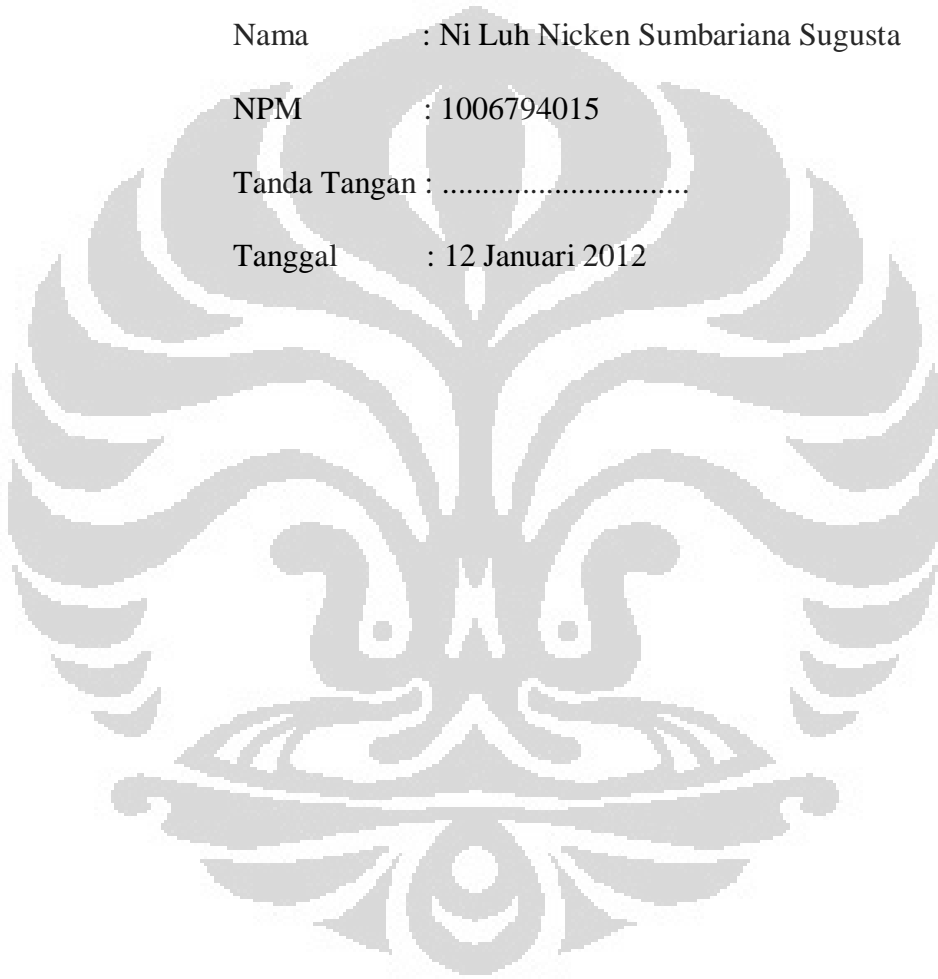 Nama : Ni Luh Nicken Sumbariana Sugusta
NPM : 1006794015
Tanda Tangan : ...............................
Tanggal : 12 Januari 2012